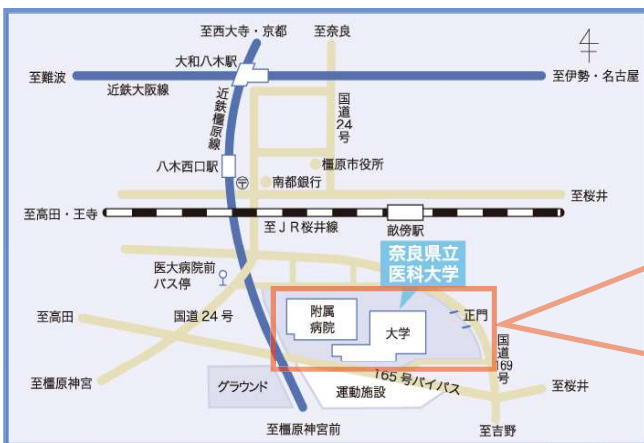 至西大寺・京都
至奈良
大和八木駅
至難波
近鉄大阪線
至伊勢・名古屋
近鉄橿原線
国道24号
八木西口駅
橿原市役所
〒
南都銀行
至桜井
至高田・王寺
至JR桜井線
畝傍駅
奈良県立
医科大学
医大病院前
バス停
附属
病院
大学
正門
至高田
国道24号
国道169号
至橿原神宮
グラウンド
運動施設
165号バイパス
至桜井
至橿原神宮前
至吉野